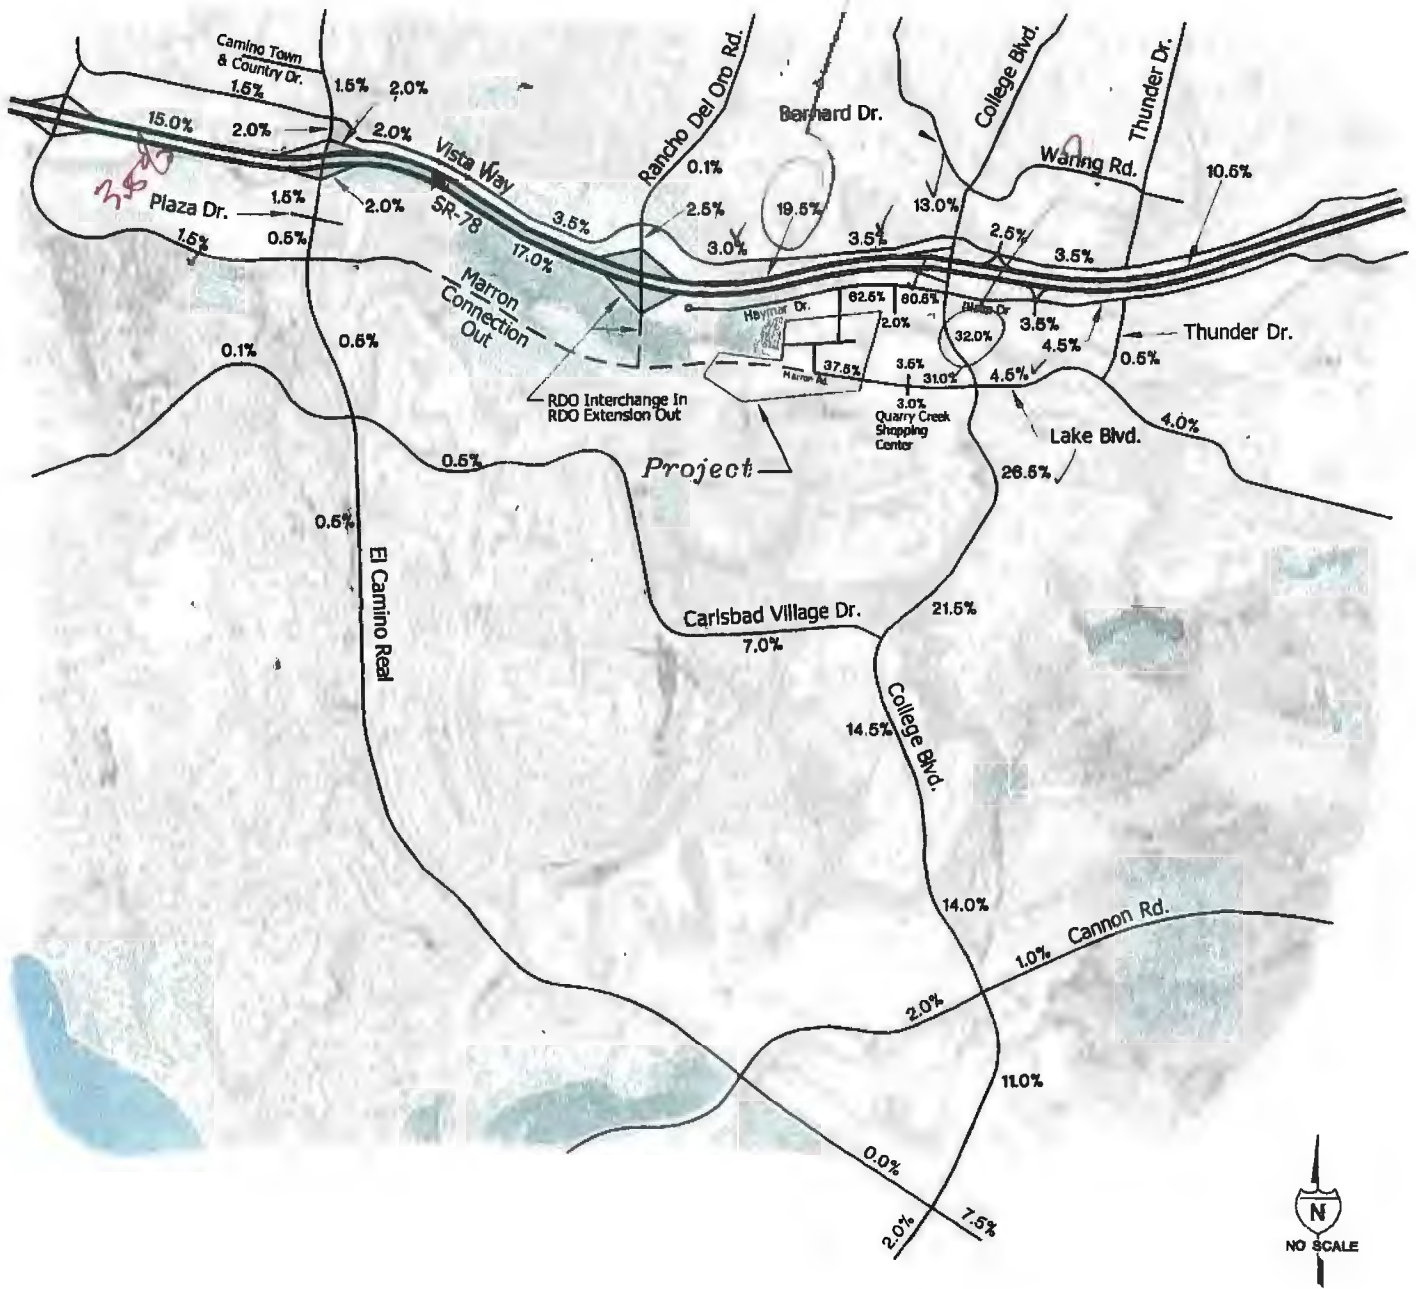 Camino Town
& Country Dr.
1.5%
1.5%
2.0%
15.0%
2.0%
2.0%
Vista Way
Rancho Del Oro Rd.
0.1%
Barnard Dr.
College Blvd.
Thunder Dr.
Waring Rd.
10.5%
Plaza Dr.
1.5%
2.0%
0.5%
1.5%
SR-78
3.5%
17.0%
2.5%
3.0%
19.5%
3.5%
13.0%
2.5%
3.5%
Marron
Connection
Out
Haymar Dr.
62.5%
60.5%
2.0%
32.0%
3.5%
4.5%
Thunder Dr.
0.5%
0.1%
0.5%
37.5%
Marron Rd.
3.5%
31.0%
4.5%
3.0%
Quarry Creek
Shopping
Center
RDO Interchange In
RDO Extension Out
Lake Blvd.
4.0%
Project
0.5%
26.5%
0.5%
El Camino Real
Carlsbad Village Dr.
7.0%
21.5%
14.5%
College Blvd.
14.0%
Cannon Rd.
1.0%
2.0%
11.0%
0.0%
7.5%
2.0%
N
NO SCALE